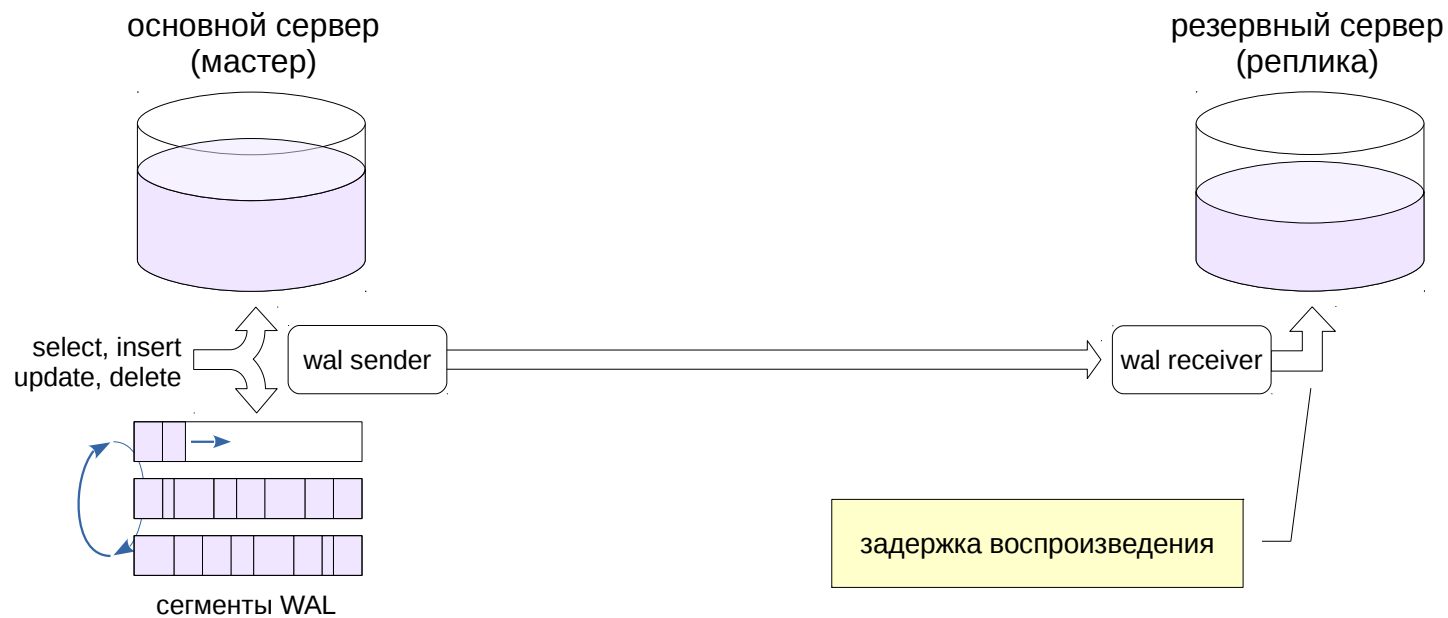 основной сервер
(мастер)
резервный сервер
(реплика)
select, insert
update, delete
wal sender
wal receiver
задержка воспроизведения
сегменты WAL